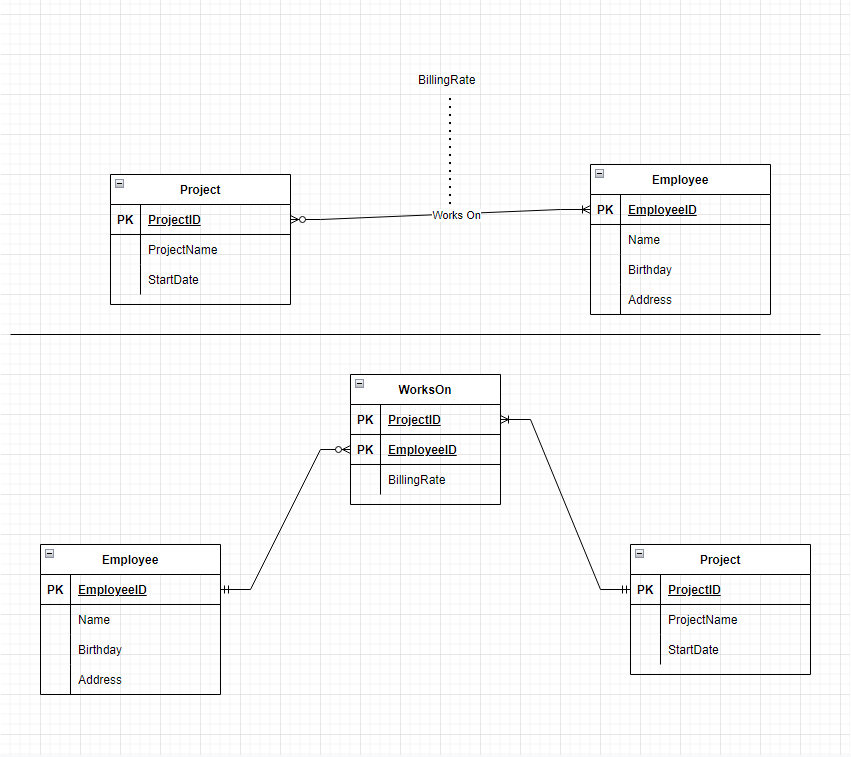 BillingRate
Project
PK ProjectID
ProjectName
StartDate
Works On
Employee
PK EmployeeID
Name
Birthday
Address
WorksOn
PK ProjectID
PK EmployeeID
BillingRate
Employee
PK EmployeeID
Name
Birthday
Address
Project
PK ProjectID
ProjectName
StartDate